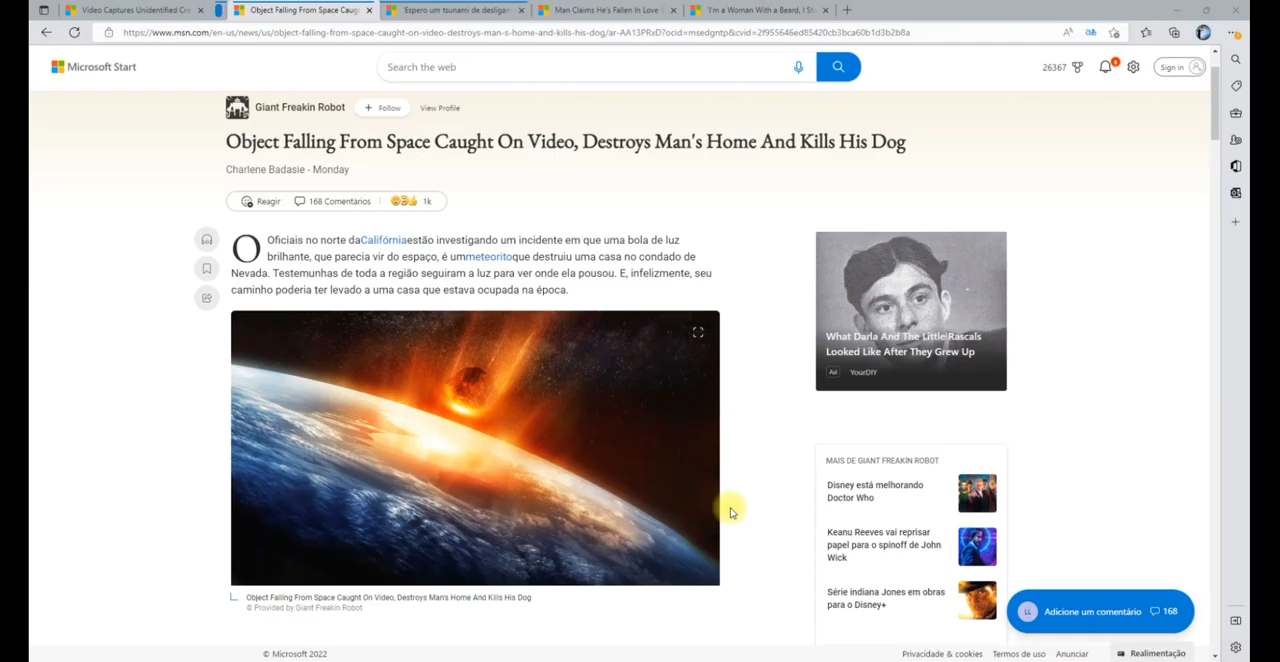 Video Captures Unidentified Cre
Object Falling From Space Caug
'Espero um tsunami de desligam
Man Claims He's Fallen In Love
'I'm a Woman With a Beard, I St
https://www.msn.com/en-us/news/us/object-falling-from-space-caught-on-video-destroys-man-s-home-and-kills-his-dog/ar-AA13PRxD?ocid=msedgntp&cvid=2f955646ed85420cb3bca60b1d3b2b8a
Microsoft Start
Search the web
26367
Sign in
Giant Freakin Robot
+ Follow
View Profile
Object Falling From Space Caught On Video, Destroys Man's Home And Kills His Dog
Charlene Badasie - Monday
Reagir
168 Comentários
1k
O Oficiais no norte daCalifórniaestão investigando um incidente em que uma bola de luz
brilhante, que parecia vir do espaço, é ummeteoritoque destruiu uma casa no condado de
Nevada. Testemunhas de toda a região seguiram a luz para ver onde ela pousou. E, infelizmente, seu
caminho poderia ter levado a uma casa que estava ocupada na época.
Object Falling From Space Caught On Video, Destroys Man's Home And Kills His Dog
© Provided by Giant Freakin Robot
What Darla And The Little Rascals
Looked Like After They Grew Up
Ad YourDIY
MAIS DE GIANT FREAKIN ROBOT
Disney está melhorando
Doctor Who
Keanu Reeves vai reprisar
papel para o spinoff de John
Wick
Série indiana Jones em obras
para o Disney+
LL Adicione um comentário 168
© Microsoft 2022
Privacidade & cookies
Termos de uso
Anunciar
Realimentação